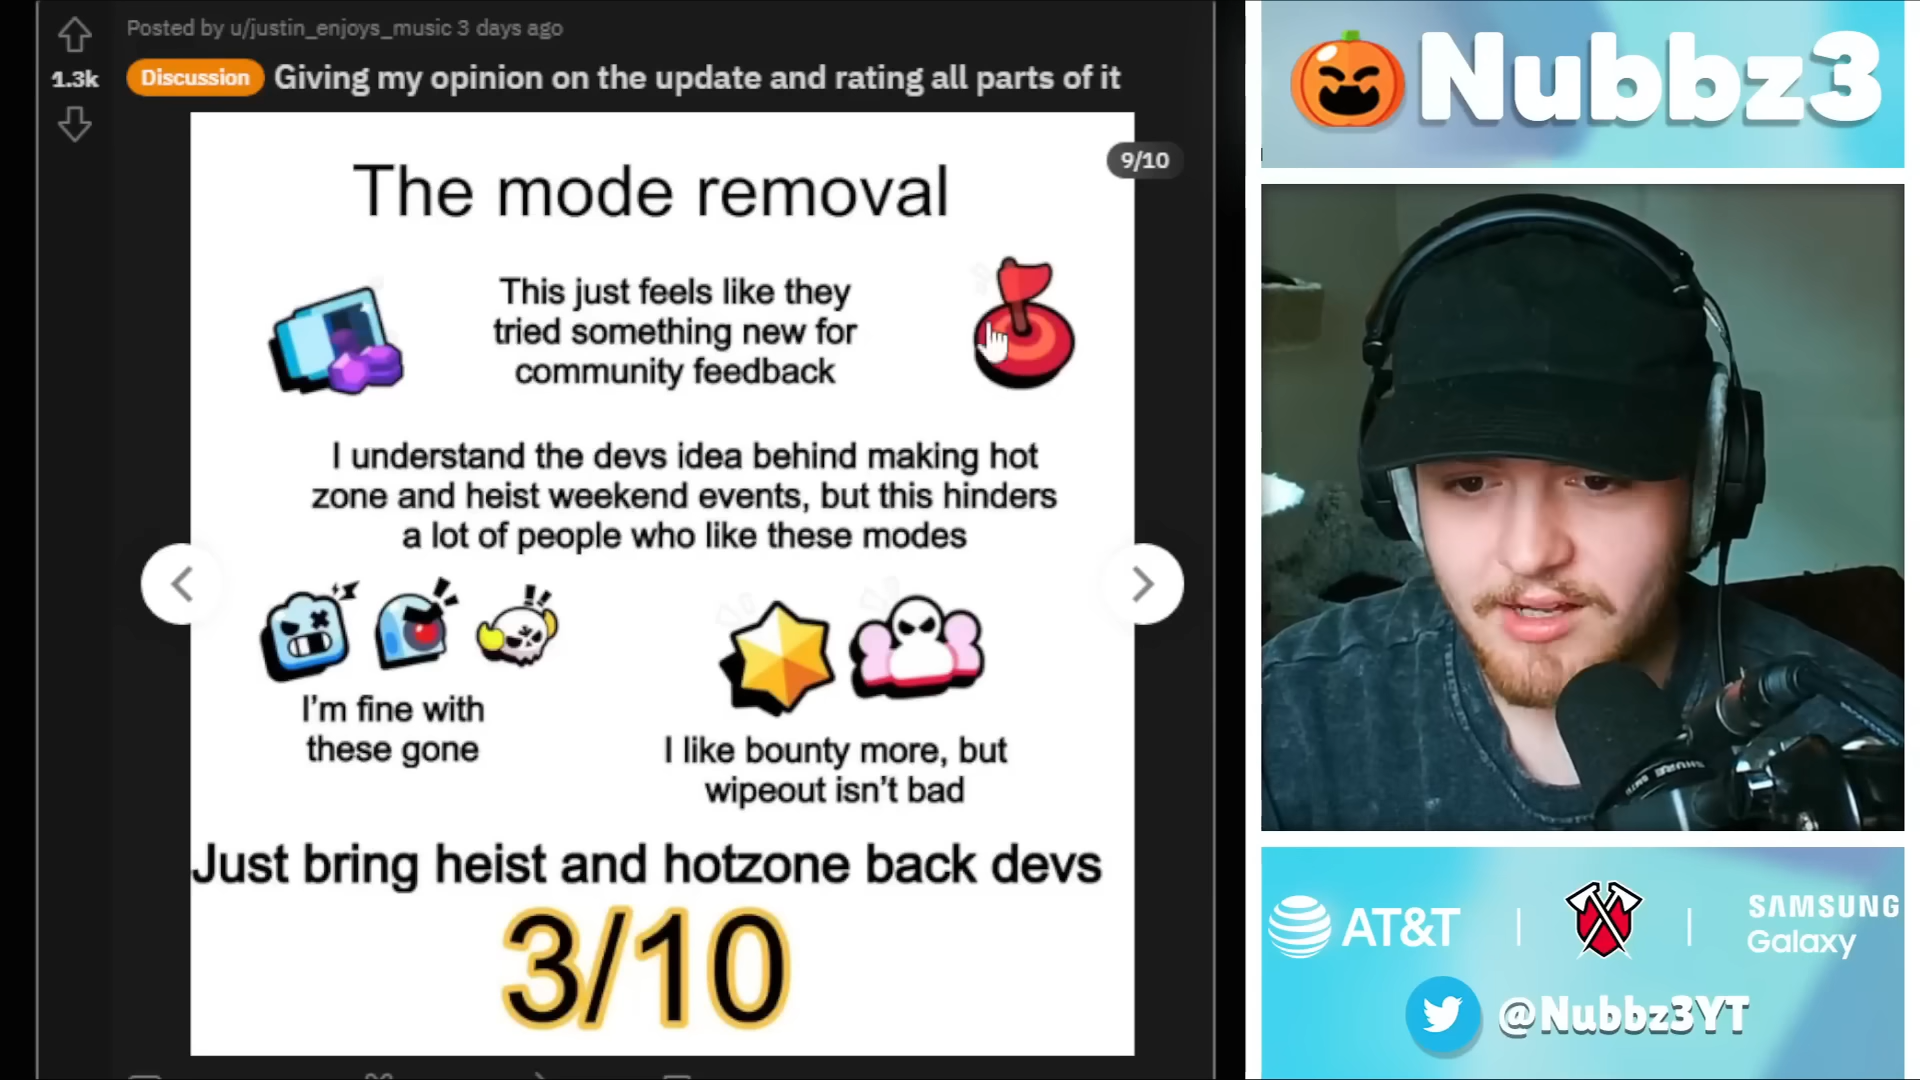 Posted by u/justin_enjoys_music 3 days ago
1.3k
Discussion Giving my opinion on the update and rating all parts of it
9/10
The mode removal
This just feels like they
tried something new for
community feedback
I understand the devs idea behind making hot
zone and heist weekend events, but this hinders
a lot of people who like these modes
I'm fine with
these gone
I like bounty more, but
wipeout isn't bad
Just bring heist and hotzone back devs
3/10
Nubbz3
SHURE
AT&T
SAMSUNG
Galaxy
@Nubbz3YT